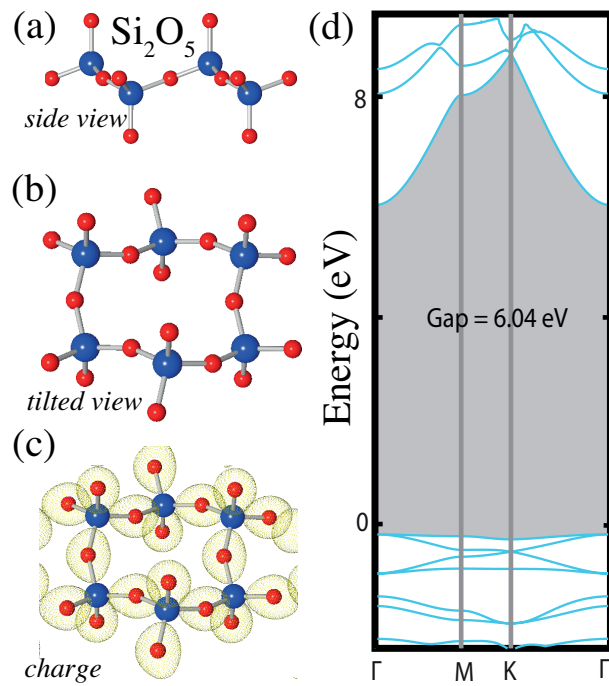 (a) Si₂O₅
side view
(b)
tilted view
(c)
charge
(d)
Energy (eV)
8
0
Gap = 6.04 eV
Γ M K Γ